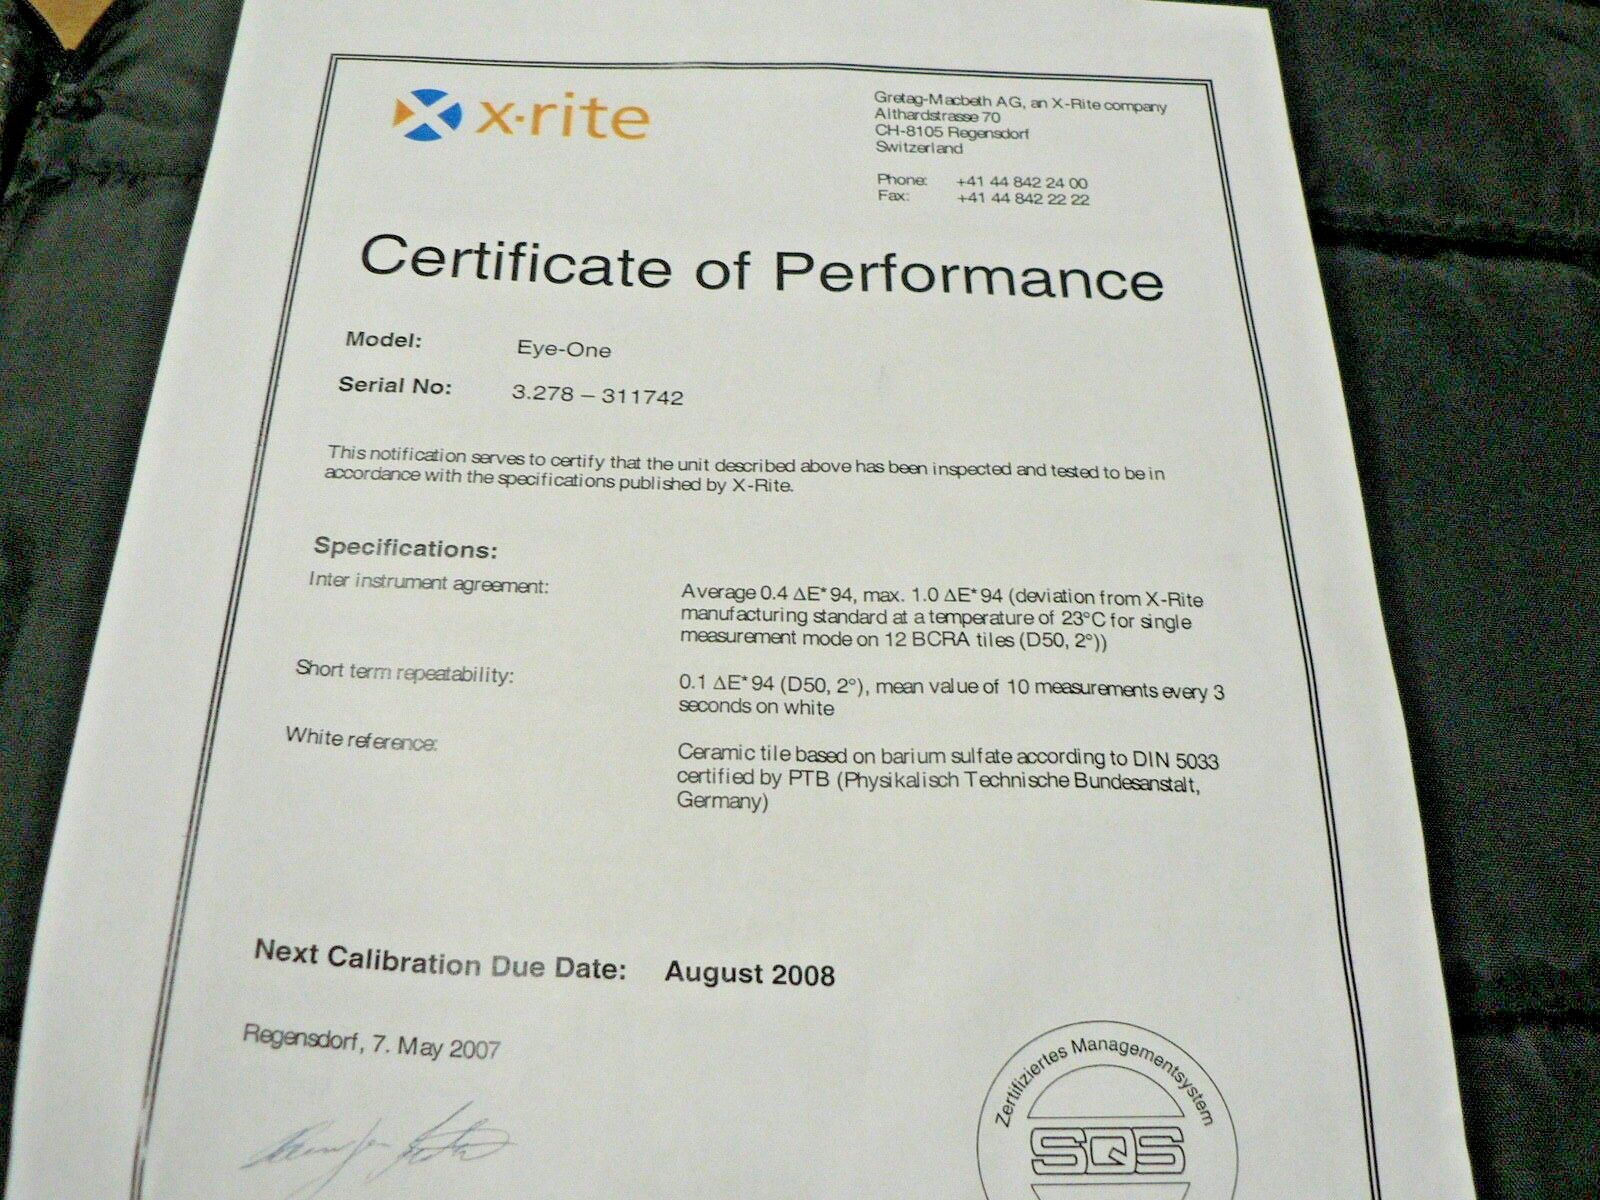 x·rite
Gretag-Macbeth AG, an X-Rite company
Althardstrasse 70
CH-8105 Regensdorf
Switzerland
Phone: +41 44 842 24 00
Fax: +41 44 842 22 22
Certificate of Performance
Model: Eye-One
Serial No: 3.278 – 311742
This notification serves to certify that the unit described above has been inspected and tested to be in
accordance with the specifications published by X-Rite.
Specifications:
Inter instrument agreement: Average 0.4 ΔE*94, max. 1.0 ΔE*94 (deviation from X-Rite
manufacturing standard at a temperature of 23°C for single
measurement mode on 12 BCRA tiles (D50, 2°))
Short term repeatability: 0.1 ΔE*94 (D50, 2°), mean value of 10 measurements every 3
seconds on white
White reference: Ceramic tile based on barium sulfate according to DIN 5033
certified by PTB (Physikalisch Technische Bundesanstalt,
Germany)
Next Calibration Due Date: August 2008
Regensdorf, 7. May 2007
Zertifiziertes Managementsystem
SQS